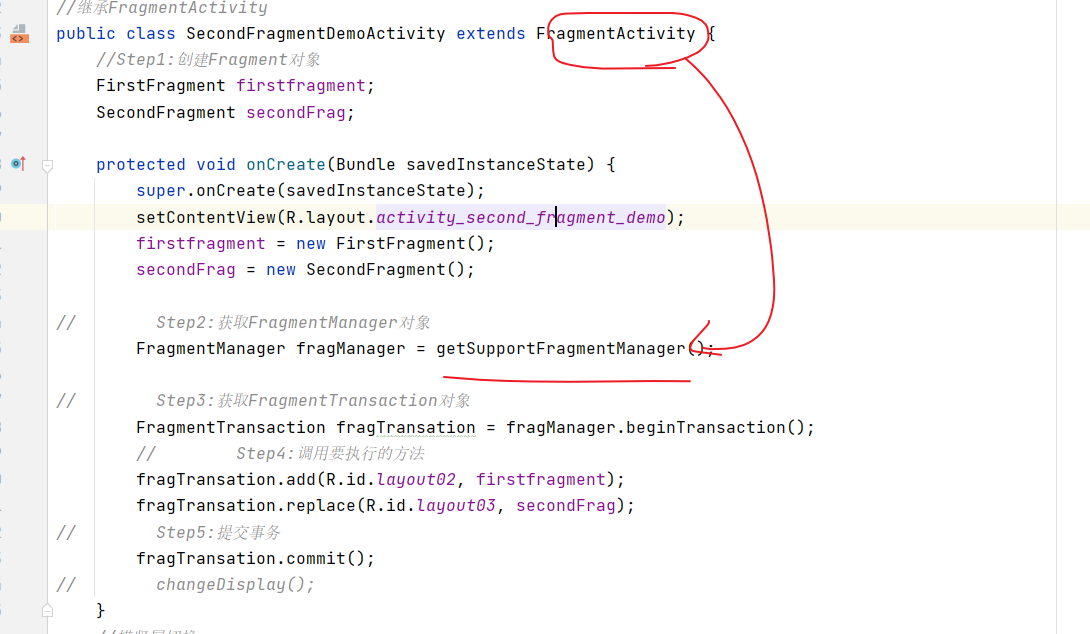 //继承FragmentActivity
public class SecondFragmentDemoActivity extends FragmentActivity {
//Step1:创建Fragment对象
FirstFragment firstfragment;
SecondFragment secondFrag;
protected void onCreate(Bundle savedInstanceState) {
super.onCreate(savedInstanceState);
setContentView(R.layout.activity_second_fragment_demo);
firstfragment = new FirstFragment();
secondFrag = new SecondFragment();
// Step2:获取FragmentManager对象
FragmentManager fragManager = getSupportFragmentManager();
// Step3:获取FragmentTransaction对象
FragmentTransaction fragTransation = fragManager.beginTransaction();
// Step4:调用要执行的方法
fragTransation.add(R.id.layout02, firstfragment);
fragTransation.replace(R.id.layout03, secondFrag);
// Step5:提交事务
fragTransation.commit();
// changeDisplay();
}